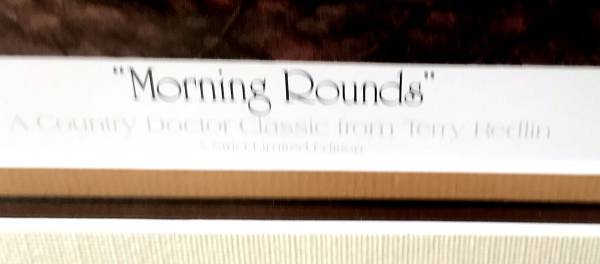 "Morning Rounds"
A Country Doctor Classic from Terry Redlin
Limited Edition